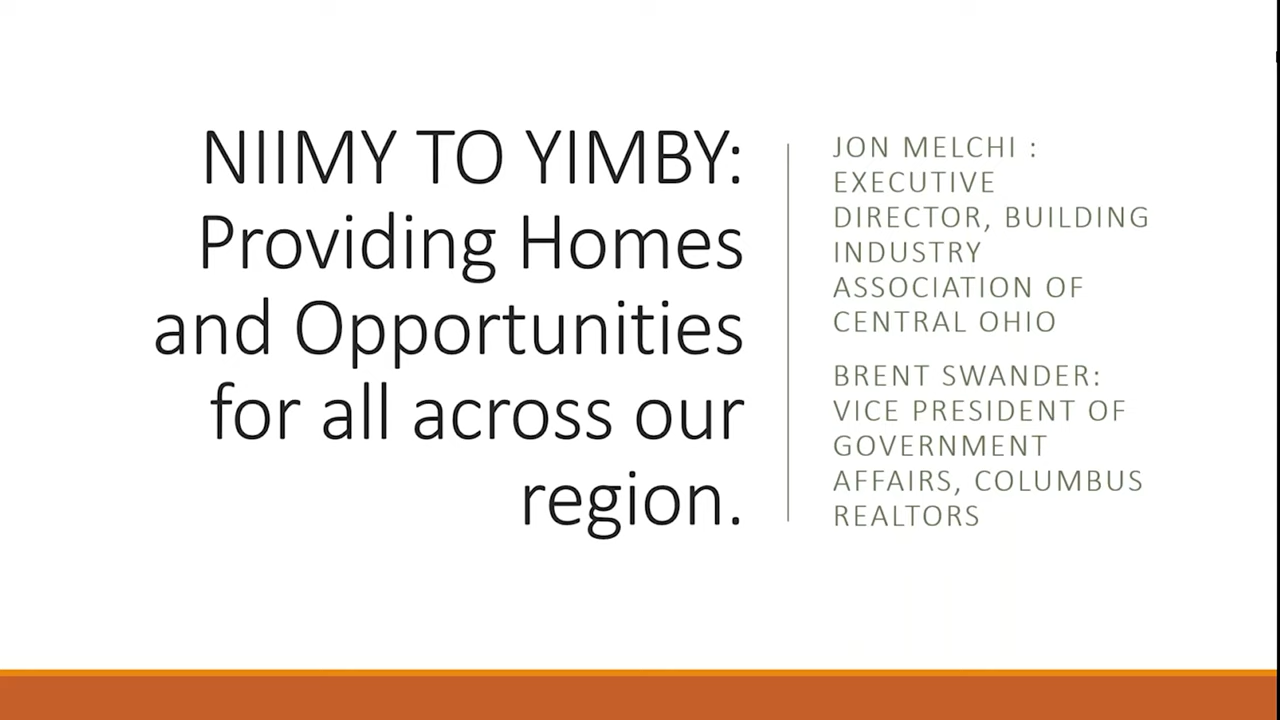 NIIMY TO YIMBY:
Providing Homes
and Opportunities
for all across our
region.
JON MELCHI :
EXECUTIVE
DIRECTOR, BUILDING
INDUSTRY
ASSOCIATION OF
CENTRAL OHIO
BRENT SWANDER:
VICE PRESIDENT OF
GOVERNMENT
AFFAIRS, COLUMBUS
REALTORS